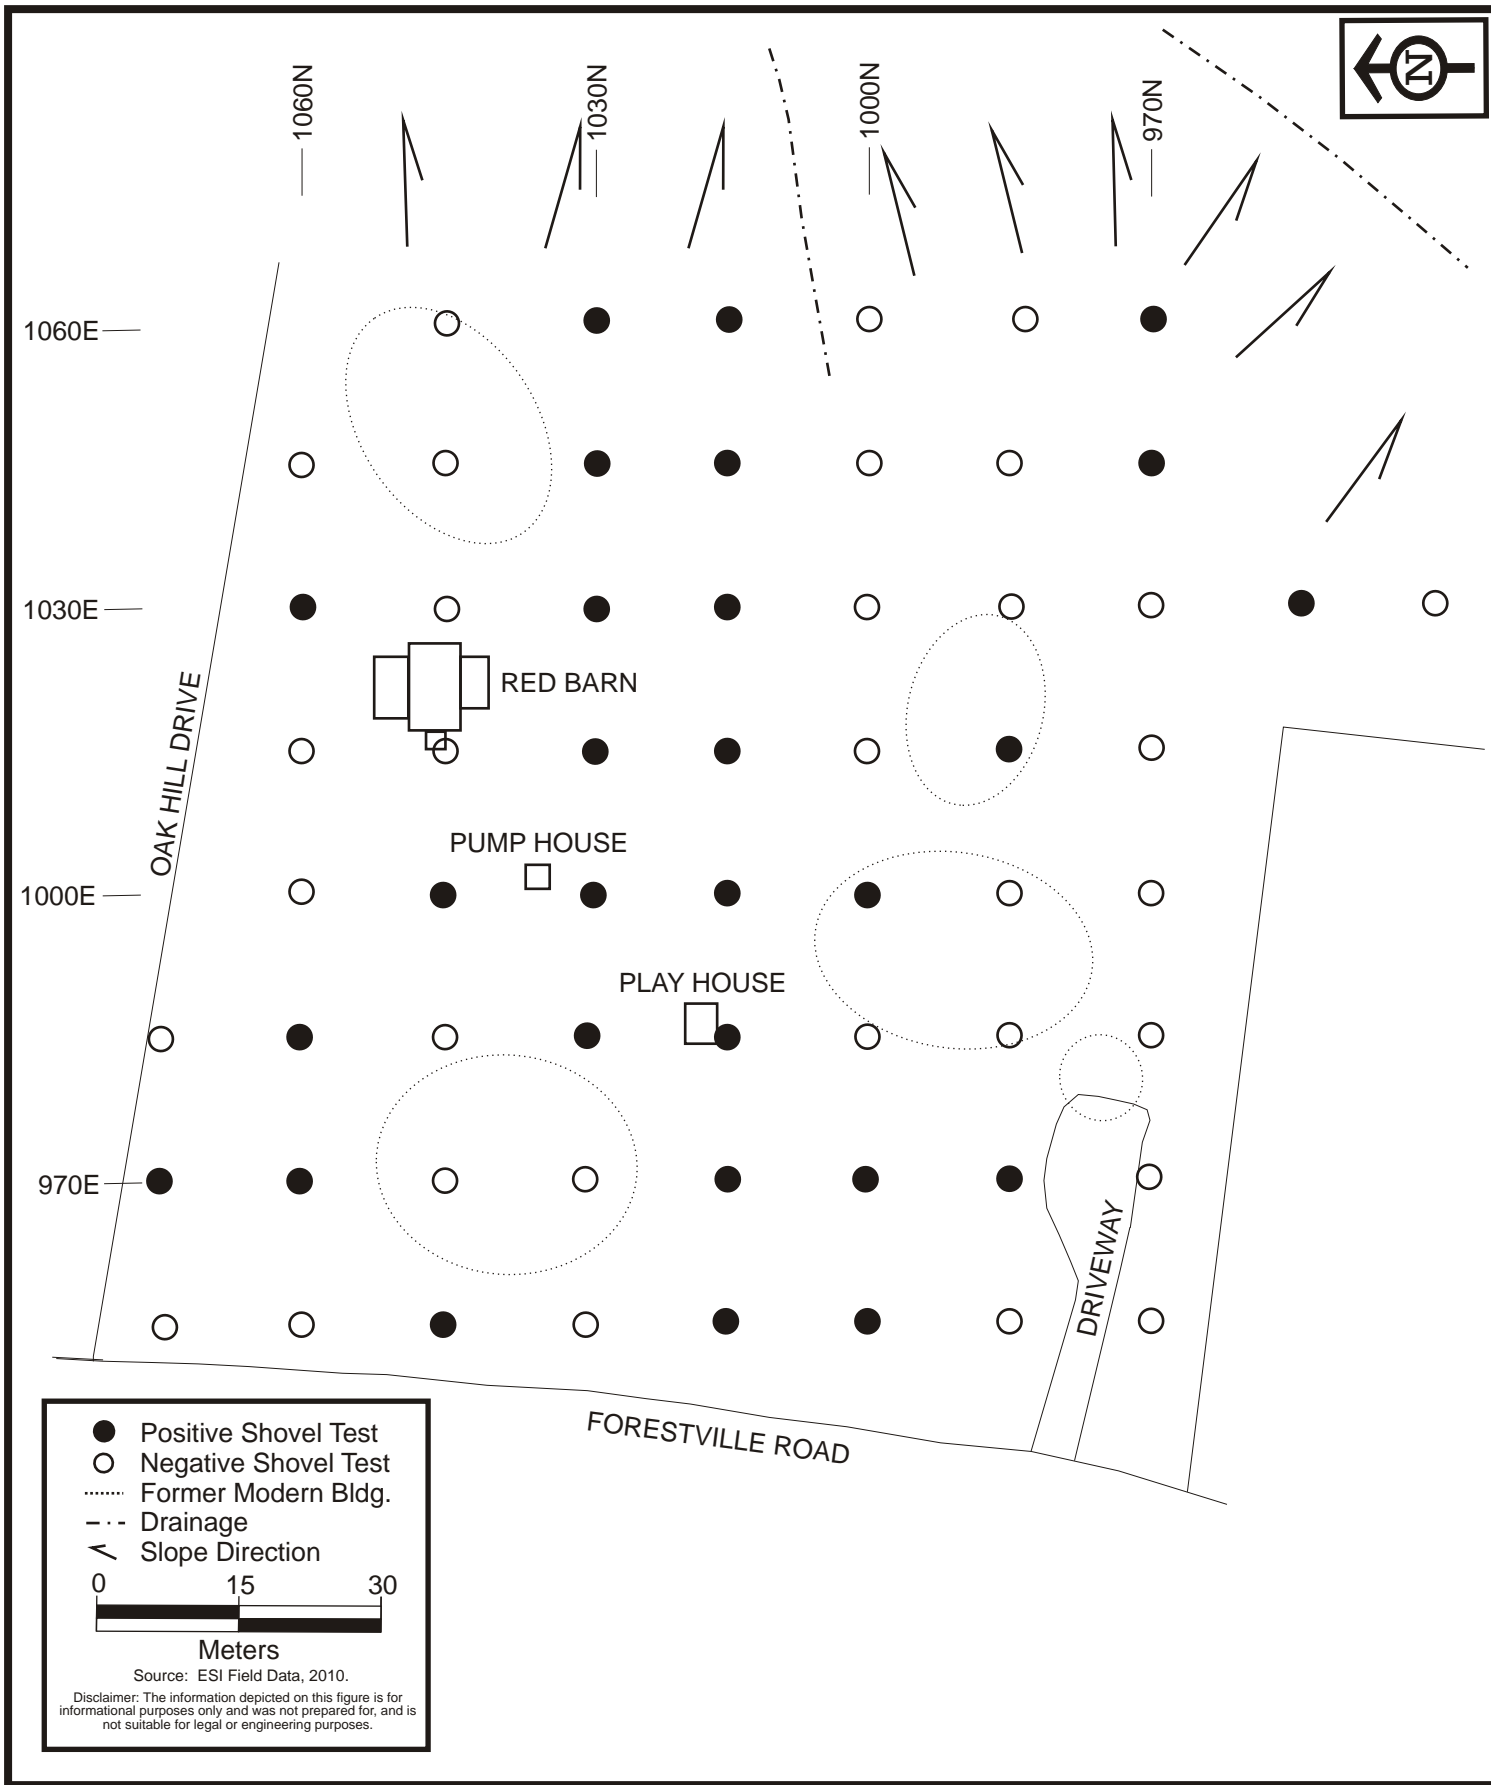 N
1060N
1030N
1000N
970N
1060E
1030E
RED BARN
OAK HILL DRIVE
PUMP HOUSE
1000E
PLAY HOUSE
970E
DRIVEWAY
FORESTVILLE ROAD
Positive Shovel Test
Negative Shovel Test
Former Modern Bldg.
Drainage
Slope Direction
0 15 30
Meters
Source: ESI Field Data, 2010.
Disclaimer: The information depicted on this figure is for
informational purposes only and was not prepared for, and is
not suitable for legal or engineering purposes.